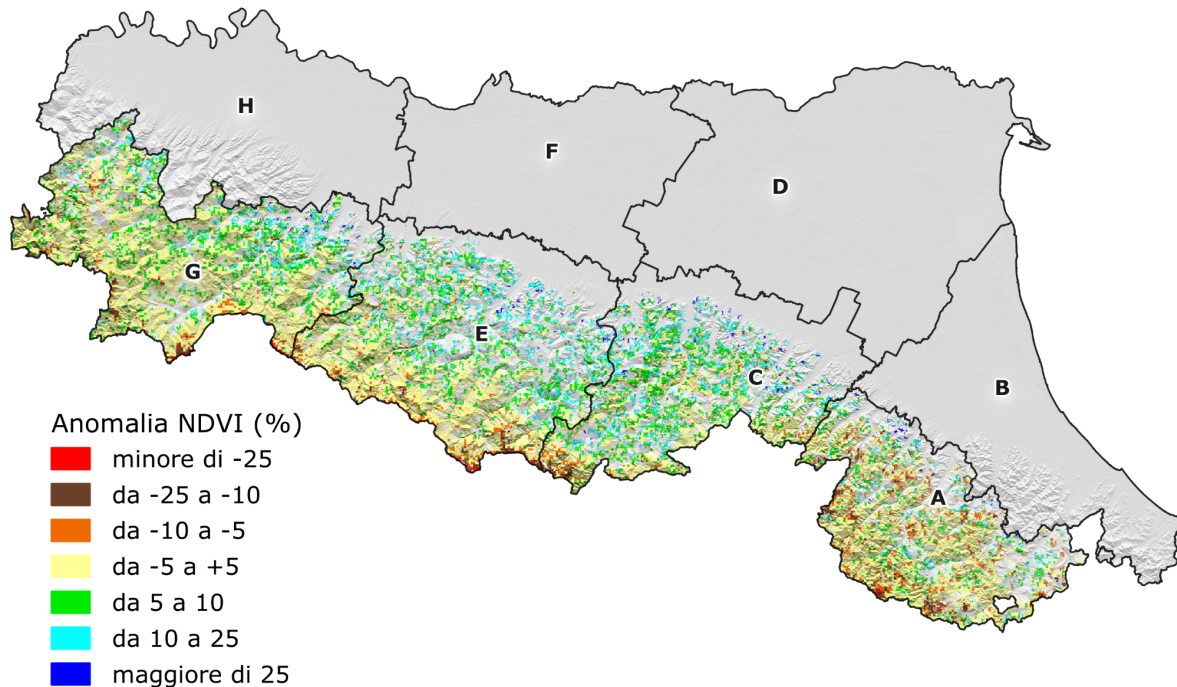 H
F
D
G
E
C
B
A
Anomalia NDVI (%)
minore di -25
da -25 a -10
da -10 a -5
da -5 a +5
da 5 a 10
da 10 a 25
maggiore di 25